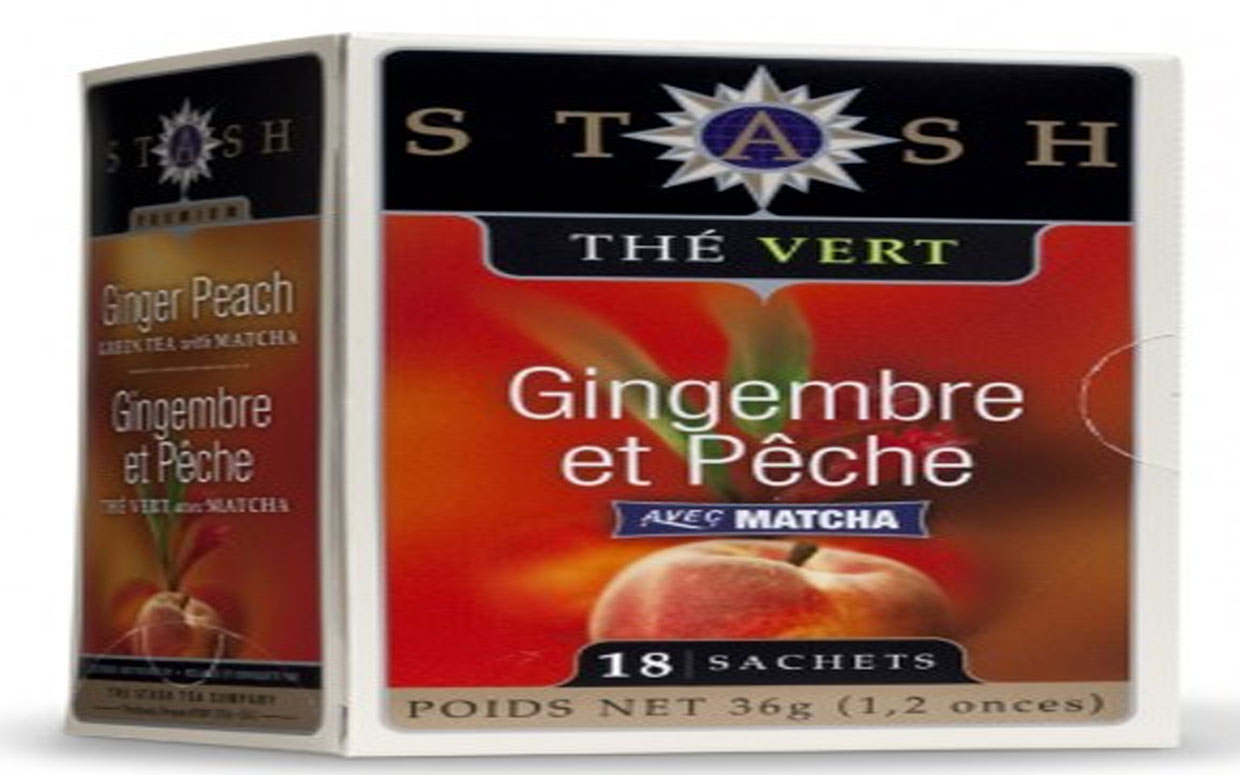 STASH
PREMIUM
Ginger Peach
GREEN TEA with MATCHA
Gingembre
et Pêche
THÉ VERT avec MATCHA
THE STASH TEA COMPANY
STASH
THÉ VERT
Gingembre
et Pêche
AVEC MATCHA
18 SACHETS
POIDS NET 36g (1,2 onces)